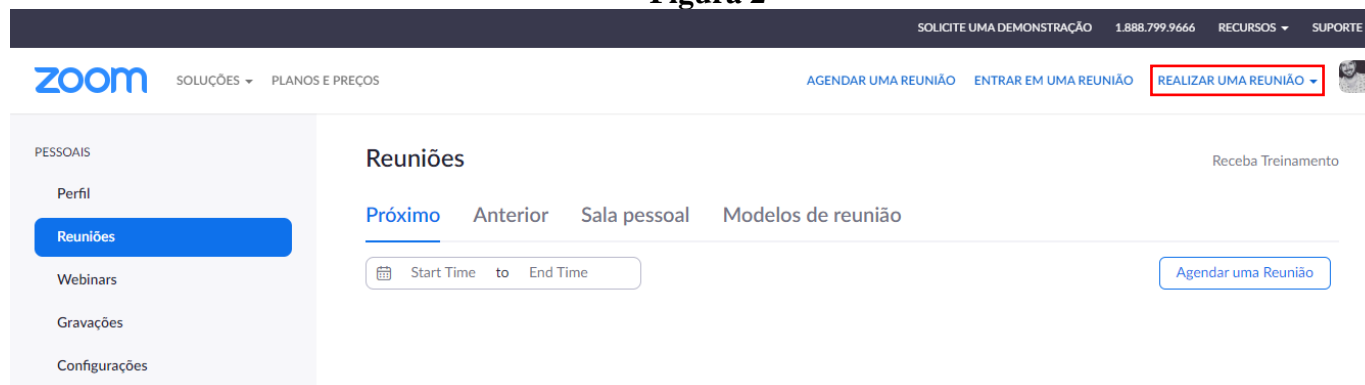 Figura 2
SOLICITE UMA DEMONSTRAÇÃO 1.888.799.9666 RECURSOS SUPORTE
zoom SOLUÇÕES PLANOS E PREÇOS AGENDAR UMA REUNIÃO ENTRAR EM UMA REUNIÃO REALIZAR UMA REUNIÃO
PESSOAIS
Perfil
Reuniões
Webinars
Gravações
Configurações
Reuniões Receba Treinamento
Próximo Anterior Sala pessoal Modelos de reunião
Start Time to End Time Agendar uma Reunião